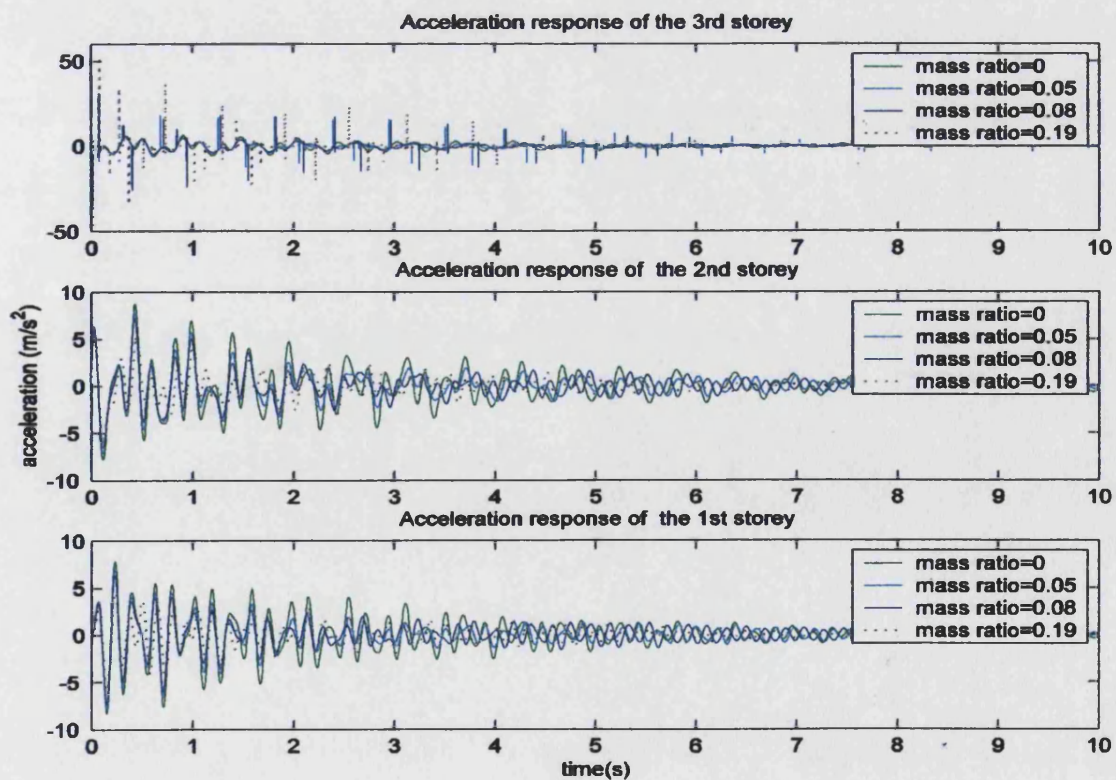 Acceleration response of the 3rd storey
50
0
-50
mass ratio=0
mass ratio=0.05
mass ratio=0.08
mass ratio=0.19
0 1 2 3 4 5 6 7 8 9 10
Acceleration response of the 2nd storey
acceleration (m/s²)
10
5
0
-5
-10
mass ratio=0
mass ratio=0.05
mass ratio=0.08
mass ratio=0.19
0 1 2 3 4 5 6 7 8 9 10
Acceleration response of the 1st storey
10
5
0
-5
-10
mass ratio=0
mass ratio=0.05
mass ratio=0.08
mass ratio=0.19
0 1 2 3 4 5 6 7 8 9 10
time(s)